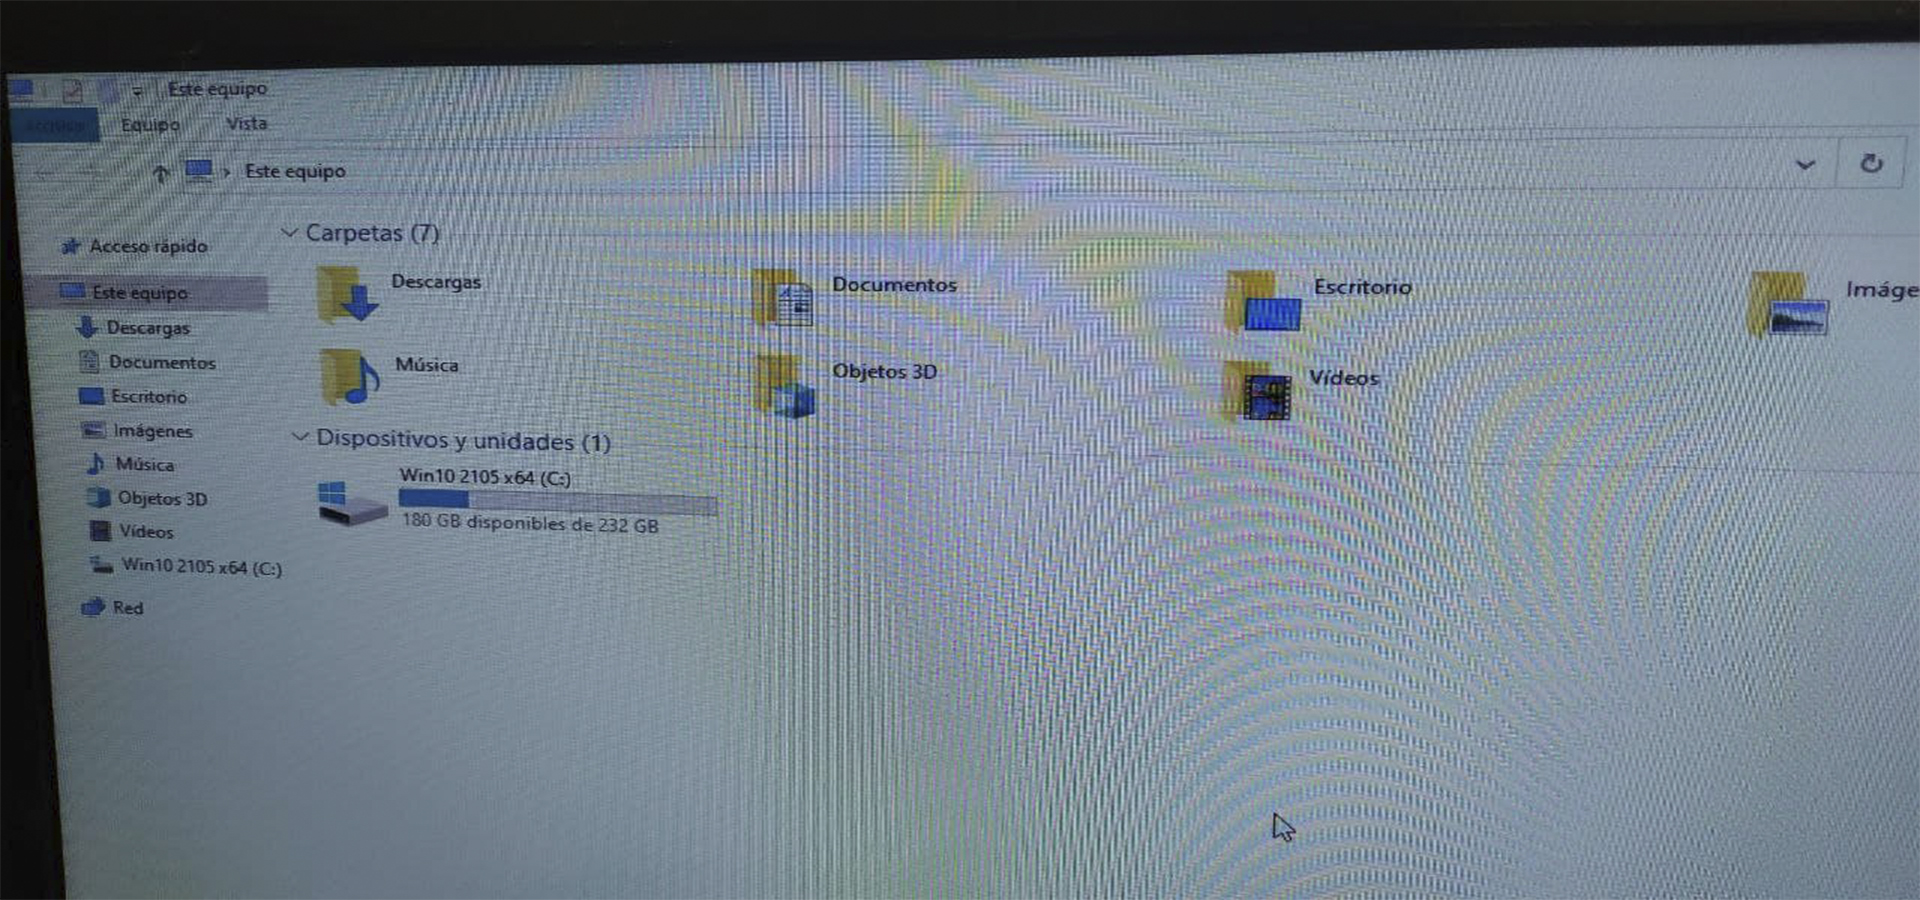 Este equipo
Archivo Equipo Vista
Este equipo
Acceso rápido
Este equipo
Descargas
Documentos
Escritorio
Imágenes
Música
Objetos 3D
Vídeos
Win10 2105 x64 (C:)
Red
Carpetas (7)
Descargas
Documentos
Escritorio
Imáge
Música
Objetos 3D
Vídeos
Dispositivos y unidades (1)
Win10 2105 x64 (C:)
180 GB disponibles de 232 GB